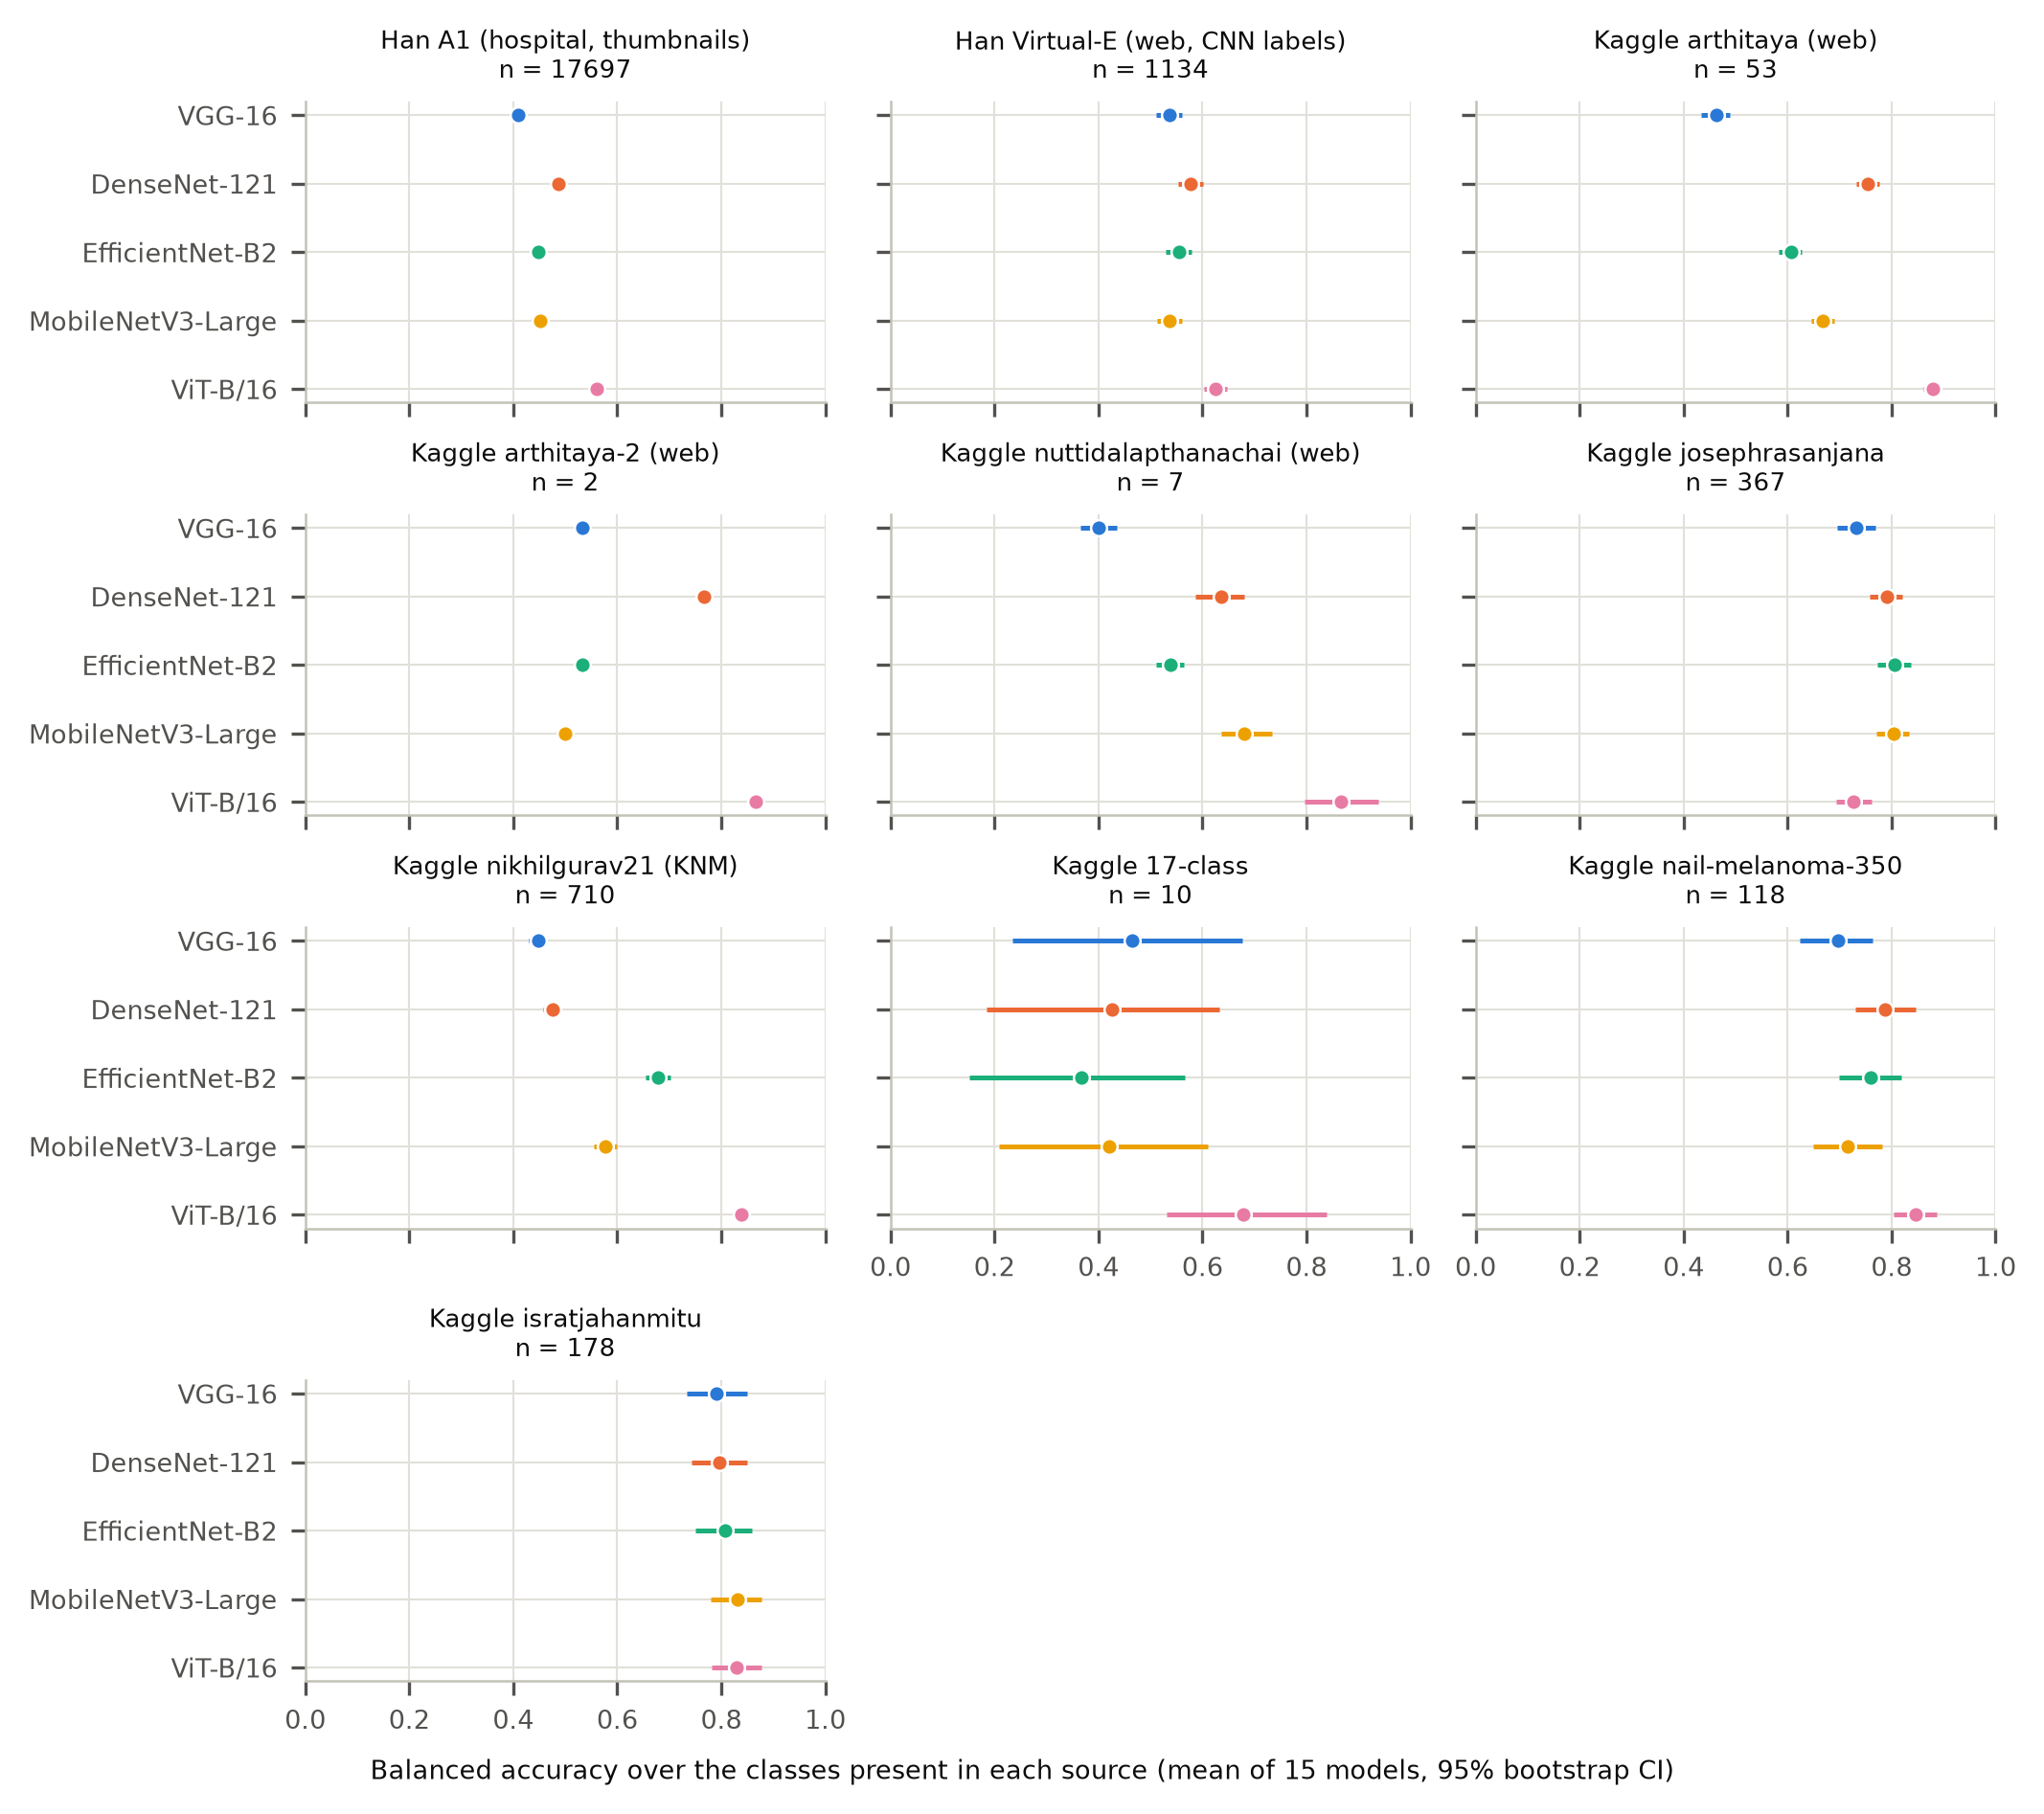 Han A1 (hospital, thumbnails)
n = 17697
Han Virtual-E (web, CNN labels)
n = 1134
Kaggle arthitaya (web)
n = 53
VGG-16
DenseNet-121
EfficientNet-B2
MobileNetV3-Large
ViT-B/16
Kaggle arthitaya-2 (web)
n = 2
Kaggle nuttidalapthanachai (web)
n = 7
Kaggle josephrasanjana
n = 367
VGG-16
DenseNet-121
EfficientNet-B2
MobileNetV3-Large
ViT-B/16
Kaggle nikhilgurav21 (KNM)
n = 710
Kaggle 17-class
n = 10
Kaggle nail-melanoma-350
n = 118
VGG-16
DenseNet-121
EfficientNet-B2
MobileNetV3-Large
ViT-B/16
0.0 0.2 0.4 0.6 0.8 1.0
0.0 0.2 0.4 0.6 0.8 1.0
Kaggle isratjahanmitu
n = 178
VGG-16
DenseNet-121
EfficientNet-B2
MobileNetV3-Large
ViT-B/16
0.0 0.2 0.4 0.6 0.8 1.0
Balanced accuracy over the classes present in each source (mean of 15 models, 95% bootstrap CI)